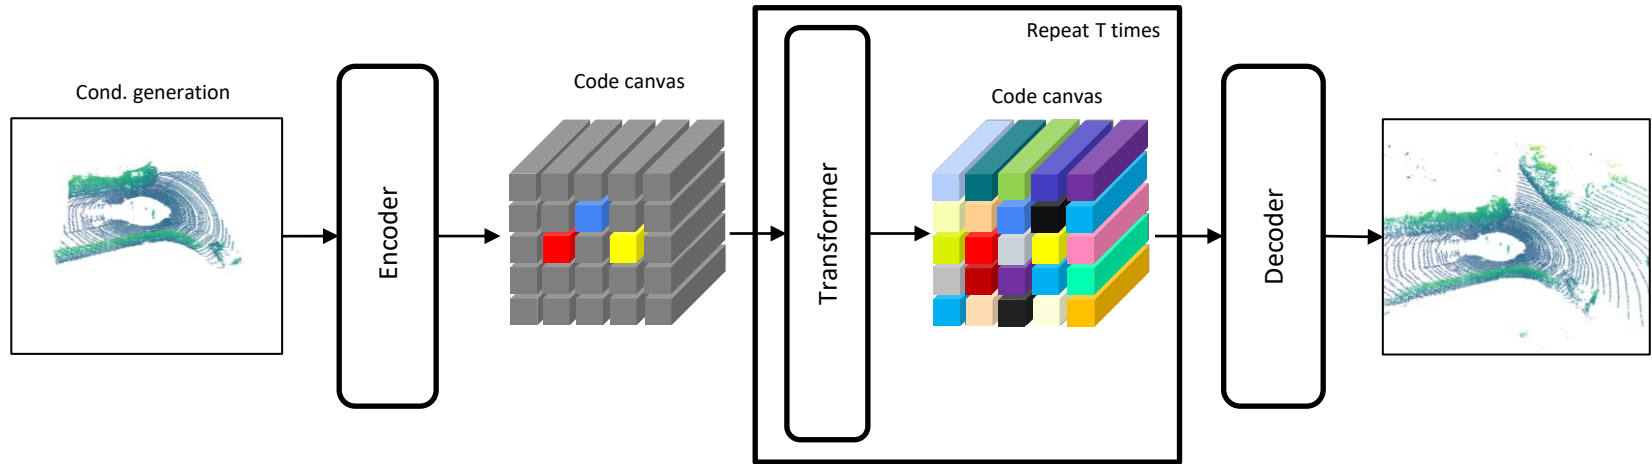 Cond. generation
Encoder
Code canvas
Transformer
Repeat T times
Code canvas
Decoder